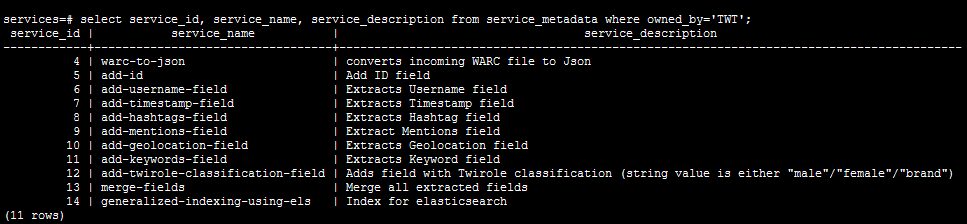 services=# select service_id, service_name, service_description from service_metadata where owned_by='TWT';
 service_id |          service_name           |                                  service_description
------------+---------------------------------+----------------------------------------------------------------------------------------
          4 | warc-to-json                    | converts incoming WARC file to Json
          5 | add-id                          | Add ID field
          6 | add-username-field              | Extracts Username field
          7 | add-timestamp-field             | Extracts Timestamp field
          8 | add-hashtags-field              | Extracts Hashtag field
          9 | add-mentions-field              | Extract Mentions field
         10 | add-geolocation-field           | Extracts Geolocation field
         11 | add-keywords-field              | Extracts Keyword field
         12 | add-twirole-classification-field | Adds field with Twirole classification (string value is either "male"/"female"/"brand")
         13 | merge-fields                    | Merge all extracted fields
         14 | generalized-indexing-using-els  | Index for elasticsearch
(11 rows)